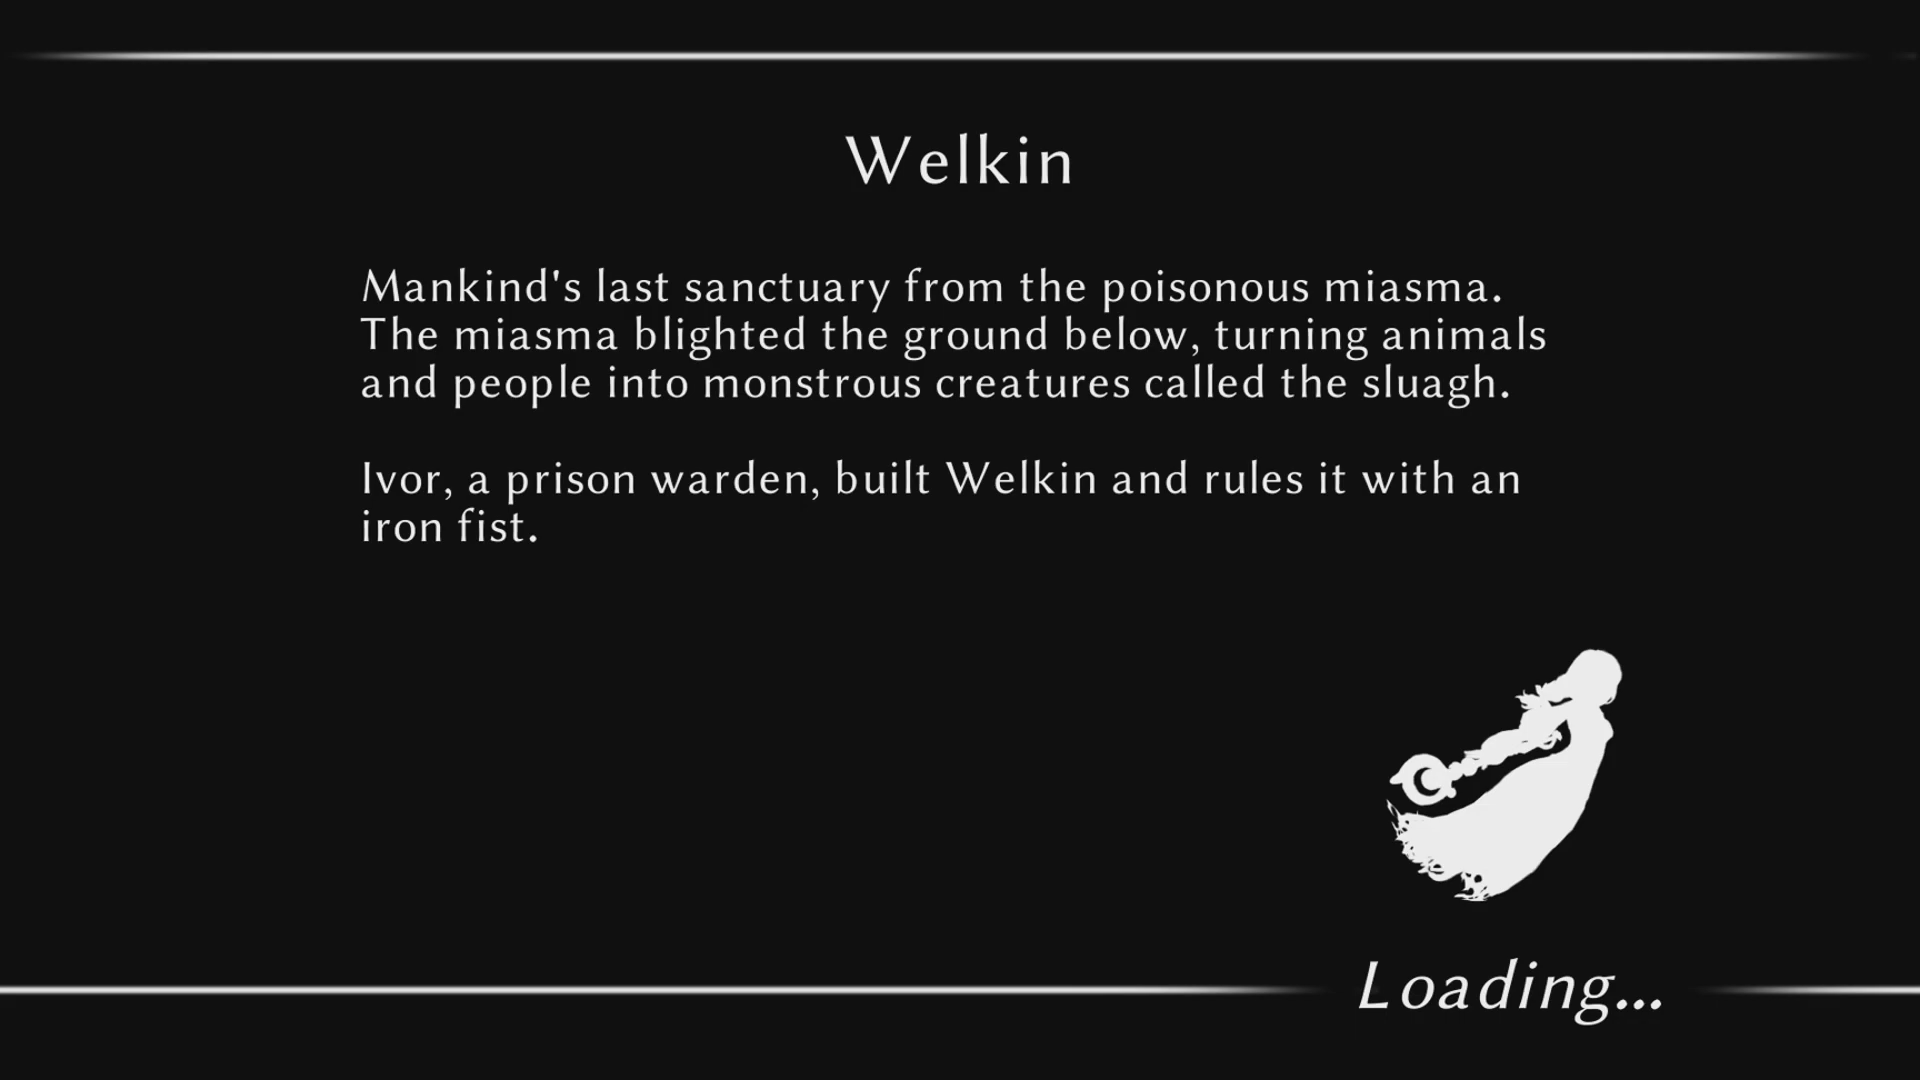 Welkin
Mankind's last sanctuary from the poisonous miasma.
The miasma blighted the ground below, turning animals
and people into monstrous creatures called the sluagh.
Ivor, a prison warden, built Welkin and rules it with an
iron fist.
Loading...